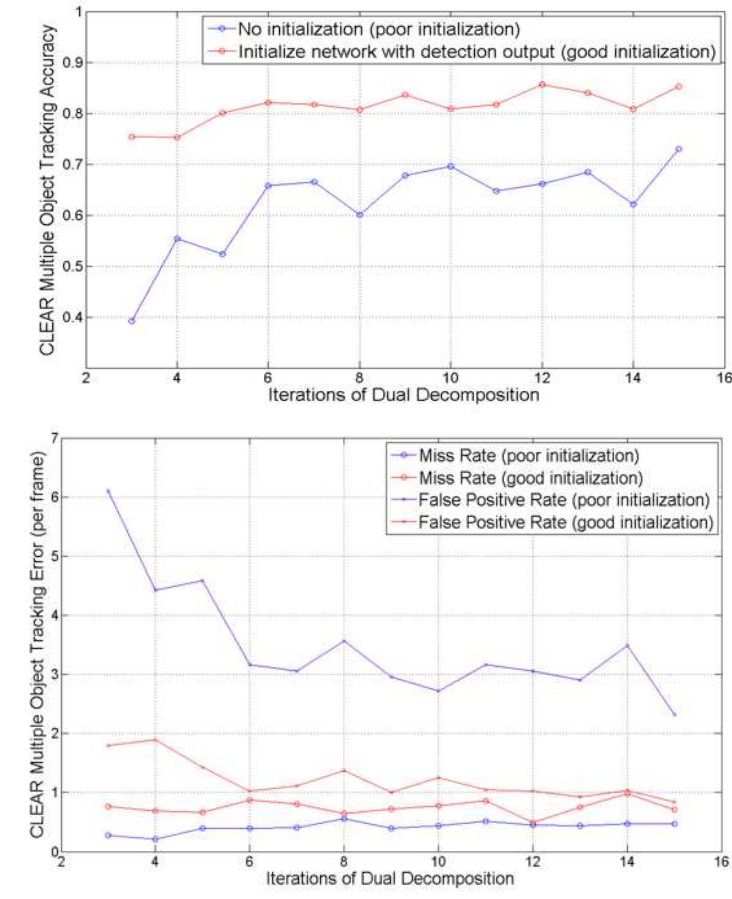 CLEAR Multiple Object Tracking Accuracy
1
0.9
0.8
0.7
0.6
0.5
0.4
No initialization (poor initialization)
Initialize network with detection output (good initialization)
2 4 6 8 10 12 14 16
Iterations of Dual Decomposition
CLEAR Multiple Object Tracking Error (per frame)
7
6
5
4
3
2
1
0
Miss Rate (poor initialization)
Miss Rate (good initialization)
False Positive Rate (poor initialization)
False Positive Rate (good initialization)
2 4 6 8 10 12 14 16
Iterations of Dual Decomposition